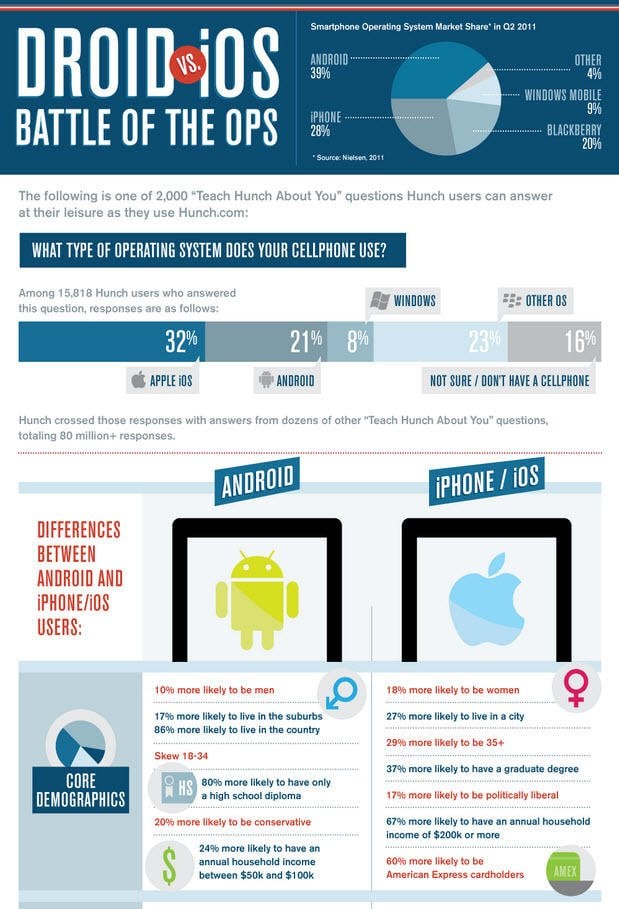 DROID VS. iOS
BATTLE OF THE OPS
Smartphone Operating System Market Share* in Q2 2011
ANDROID
39%
iPHONE
28%
OTHER
4%
WINDOWS MOBILE
9%
BLACKBERRY
20%
* Source: Nielsen, 2011
The following is one of 2,000 “Teach Hunch About You” questions Hunch users can answer
at their leisure as they use Hunch.com:
WHAT TYPE OF OPERATING SYSTEM DOES YOUR CELLPHONE USE?
Among 15,818 Hunch users who answered
this question, responses are as follows:
WINDOWS
OTHER OS
32%
21%
8%
23%
16%
APPLE iOS
ANDROID
NOT SURE / DON'T HAVE A CELLPHONE
Hunch crossed those responses with answers from dozens of other “Teach Hunch About You” questions,
totaling 80 million+ responses.
ANDROID
iPHONE / iOS
DIFFERENCES
BETWEEN
ANDROID AND
iPHONE/iOS
USERS:
CORE
DEMOGRAPHICS
10% more likely to be men
17% more likely to live in the suburbs
86% more likely to live in the country
Skew 18-34
HS
80% more likely to have only
a high school diploma
20% more likely to be conservative
$
24% more likely to have an
annual household income
between $50k and $100k
18% more likely to be women
27% more likely to live in a city
29% more likely to be 35+
37% more likely to have a graduate degree
17% more likely to be politically liberal
67% more likely to have an annual household
income of $200k or more
60% more likely to be
American Express cardholders
AMEX